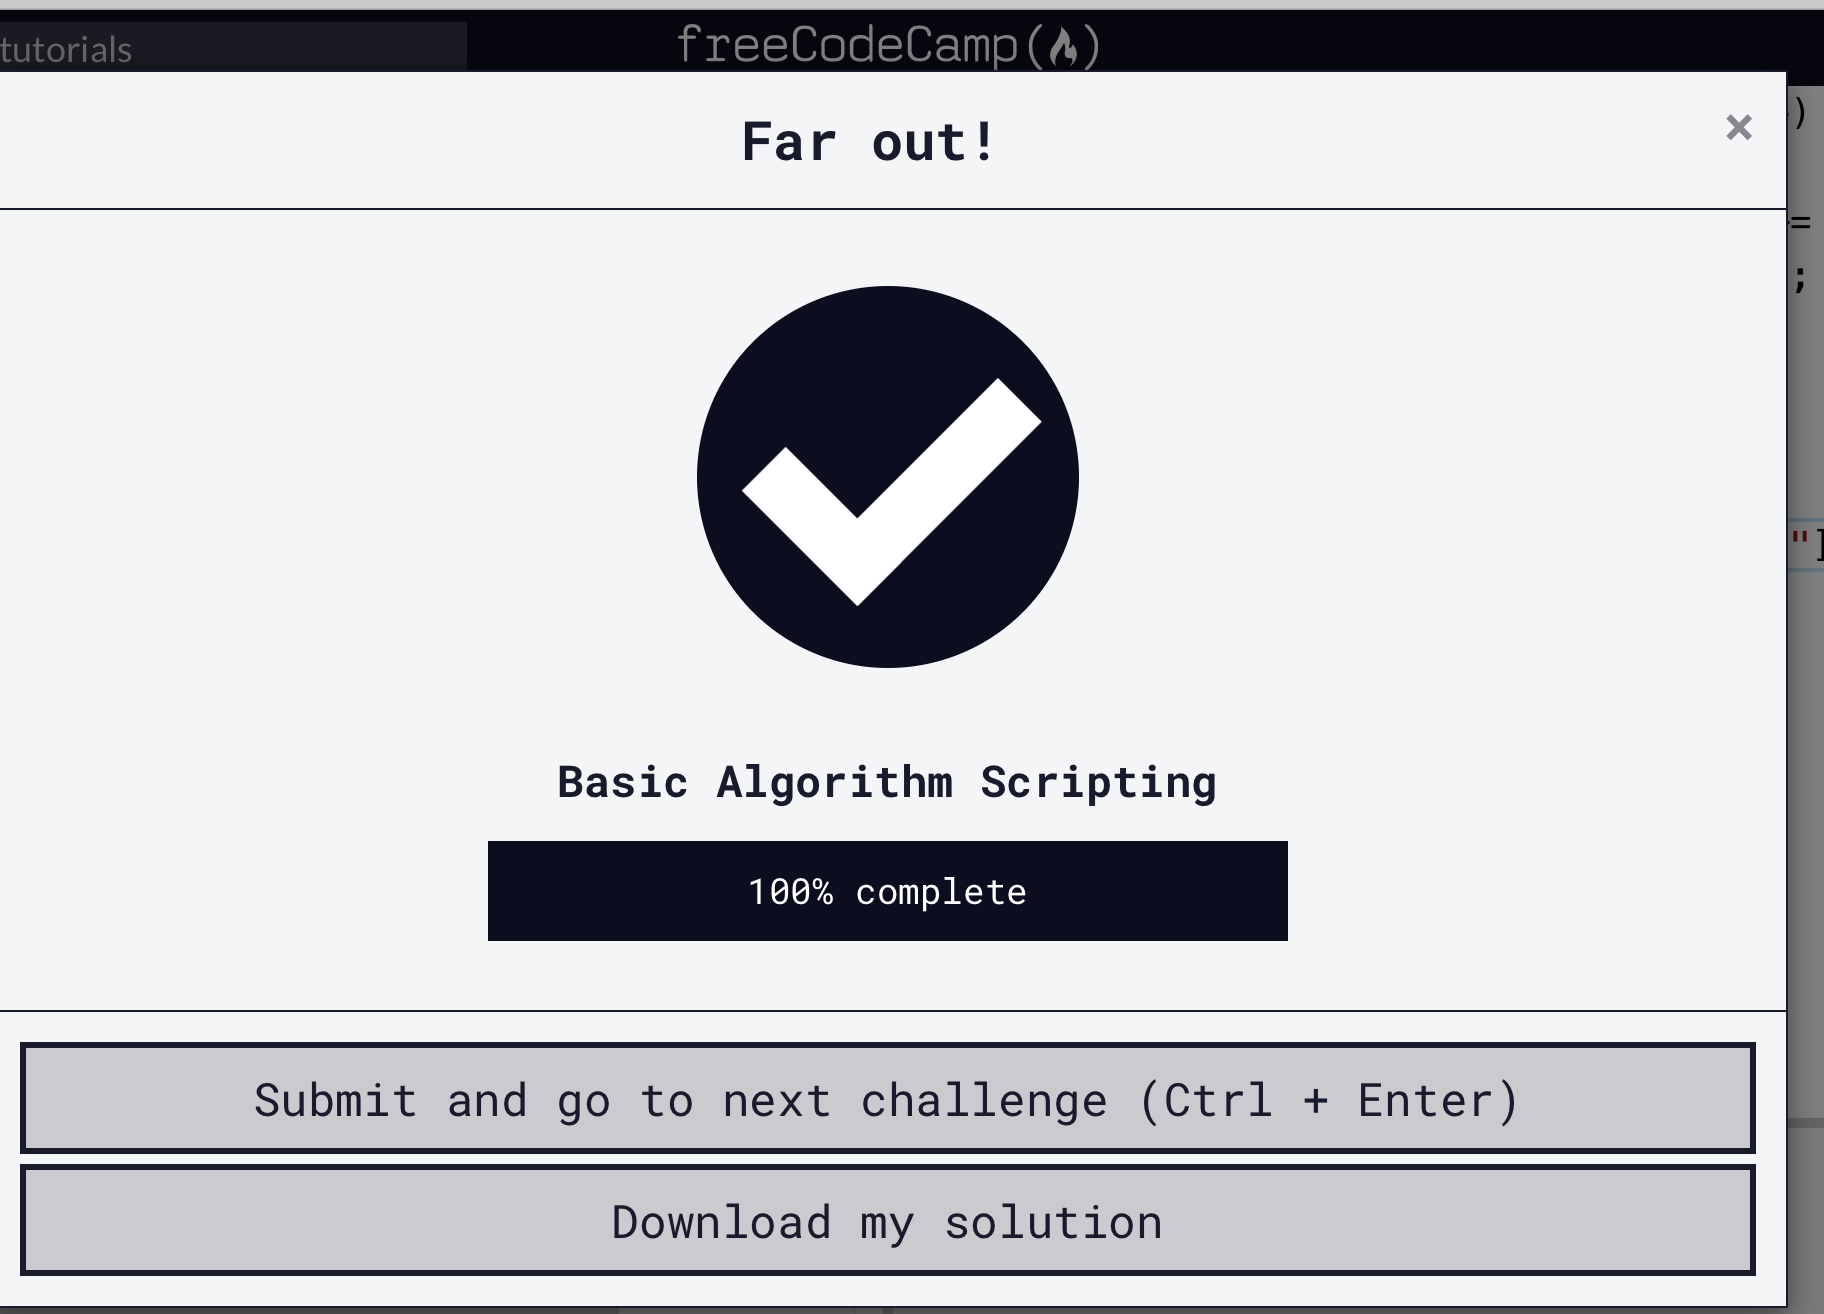 tutorials
freeCodeCamp(🔥)
Far out!
×
)
=
;
"]
Basic Algorithm Scripting
100% complete
Submit and go to next challenge (Ctrl + Enter)
Download my solution